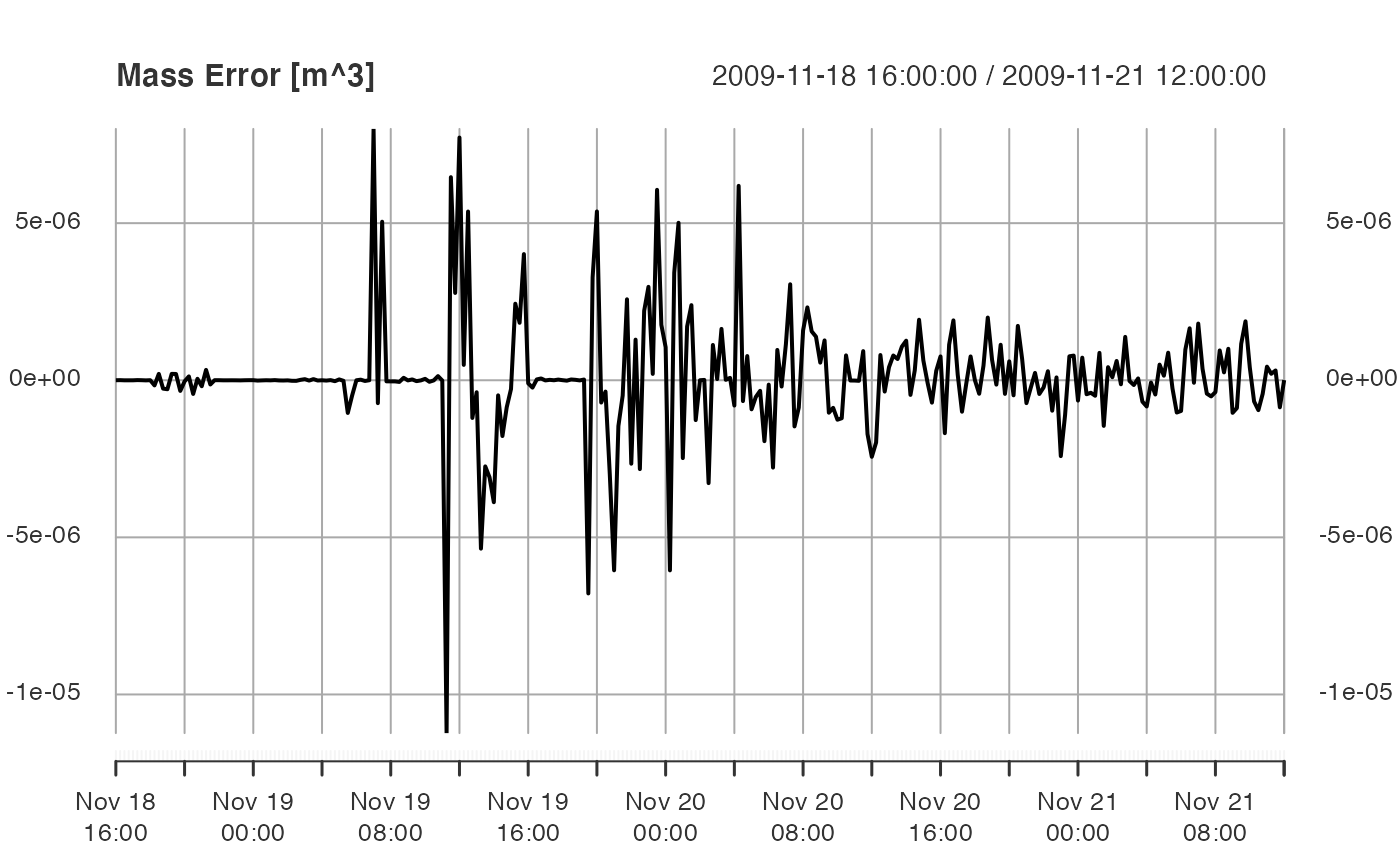 Mass Error [m^3] 2009-11-18 16:00:00 / 2009-11-21 12:00:00
5e-06 5e-06
0e+00 0e+00
-5e-06 -5e-06
-1e-05 -1e-05
Nov 18 Nov 19 Nov 19 Nov 19 Nov 20 Nov 20 Nov 20 Nov 21 Nov 21
16:00 00:00 08:00 16:00 00:00 08:00 16:00 00:00 08:00